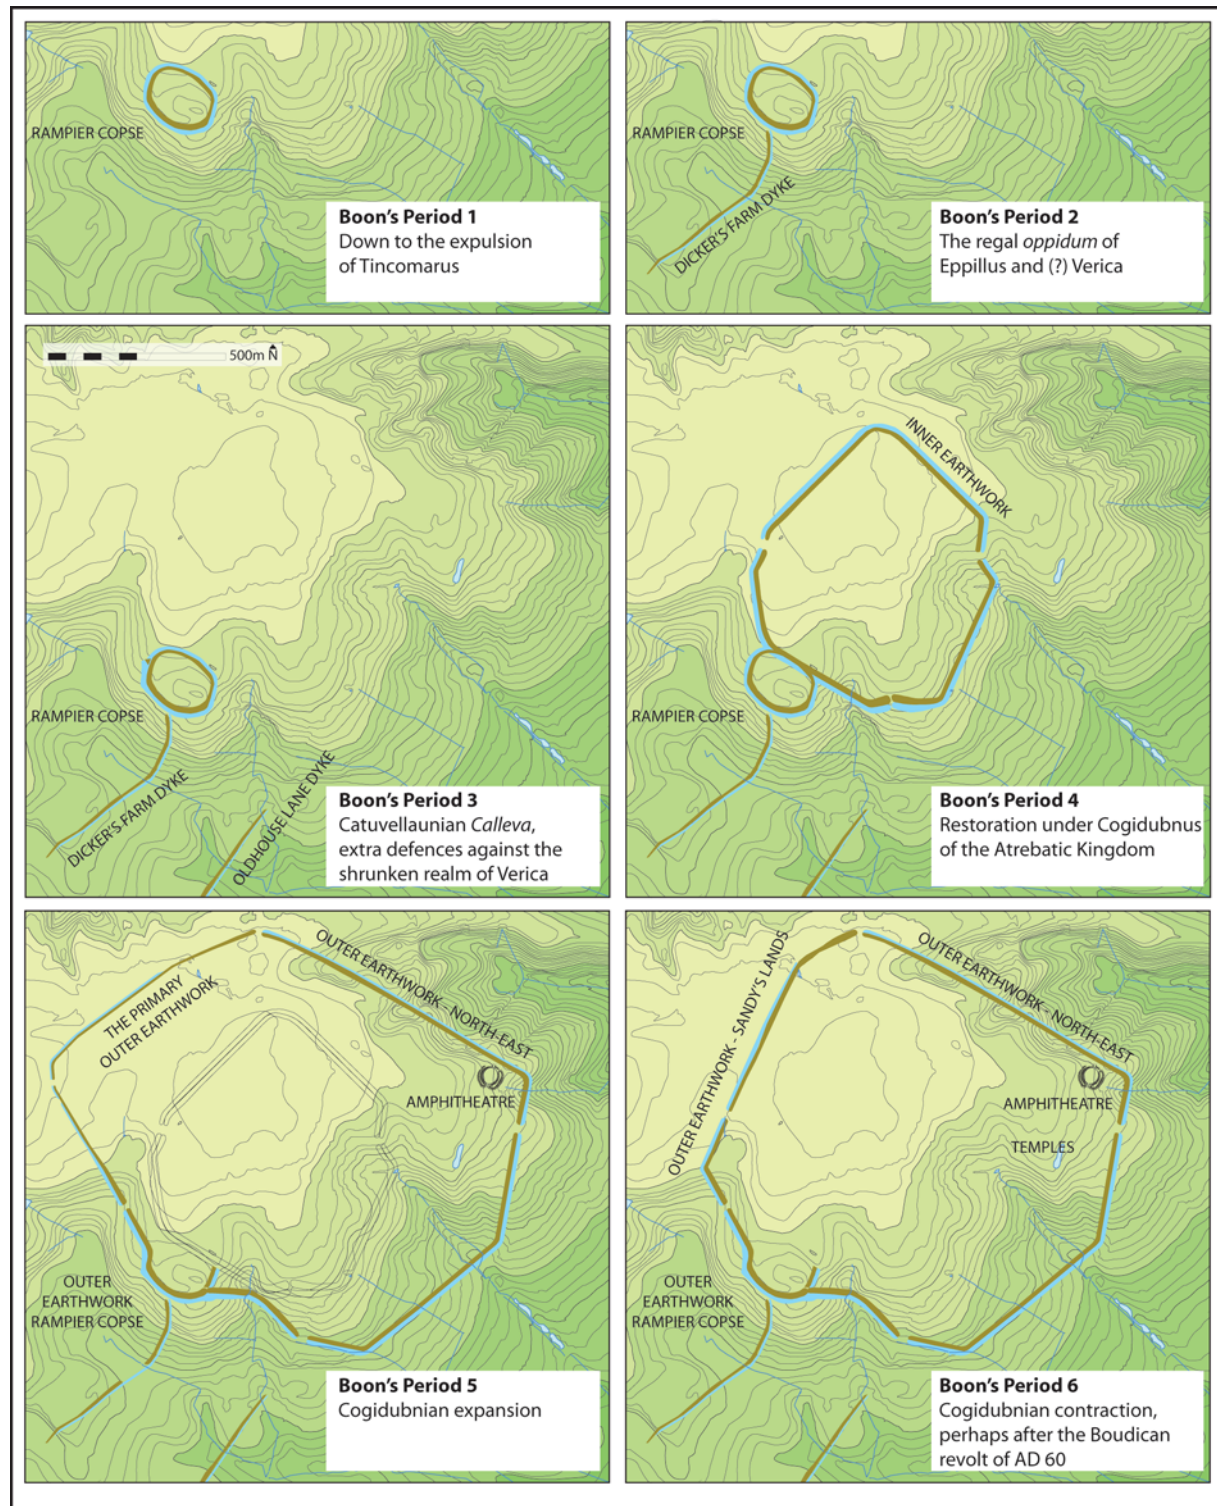 RAMPIER COPSE
Boon's Period 1
Down to the expulsion
of Tincomarus
RAMPIER COPSE
DICKER'S FARM DYKE
Boon's Period 2
The regal oppidum of
Eppillus and (?) Verica
500m N
RAMPIER COPSE
DICKER'S FARM DYKE
OLDHOUSE LANE DYKE
Boon's Period 3
Catuvellaunian Calleva,
extra defences against the
shrunken realm of Verica
INNER EARTHWORK
RAMPIER COPSE
Boon's Period 4
Restoration under Cogidubnus
of the Atrebatic Kingdom
THE PRIMARY
OUTER EARTHWORK
OUTER EARTHWORK - NORTH-EAST
AMPHITHEATRE
OUTER
EARTHWORK
RAMPIER COPSE
Boon's Period 5
Cogidubnian expansion
OUTER EARTHWORK - SANDY'S LANDS
OUTER EARTHWORK - NORTH-EAST
AMPHITHEATRE
TEMPLES
OUTER
EARTHWORK
RAMPIER COPSE
Boon's Period 6
Cogidubnian contraction,
perhaps after the Boudican
revolt of AD 60